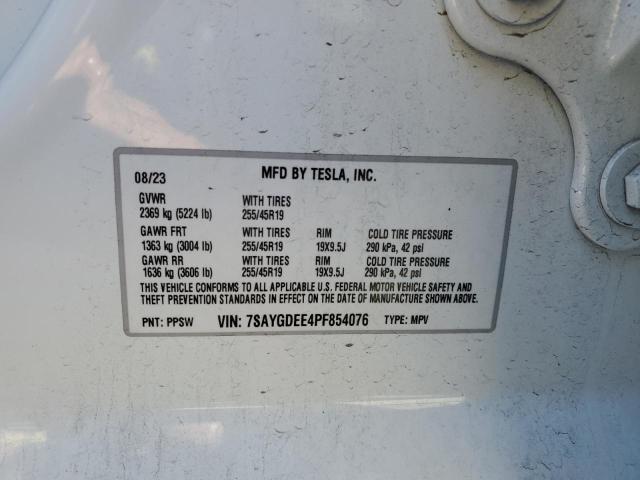 08/23 MFD BY TESLA, INC.
GVWR WITH TIRES
2369 kg (5224 lb) 255/45R19
GAWR FRT WITH TIRES RIM COLD TIRE PRESSURE
1363 kg (3004 lb) 255/45R19 19X9.5J 290 kPa, 42 psi
GAWR RR WITH TIRES RIM COLD TIRE PRESSURE
1636 kg (3606 lb) 255/45R19 19X9.5J 290 kPa, 42 psi
THIS VEHICLE CONFORMS TO ALL APPLICABLE U.S. FEDERAL MOTOR VEHICLE SAFETY AND
THEFT PREVENTION STANDARDS IN EFFECT ON THE DATE OF MANUFACTURE SHOWN ABOVE.
PNT: PPSW VIN: 7SAYGDEE4PF854076 TYPE: MPV